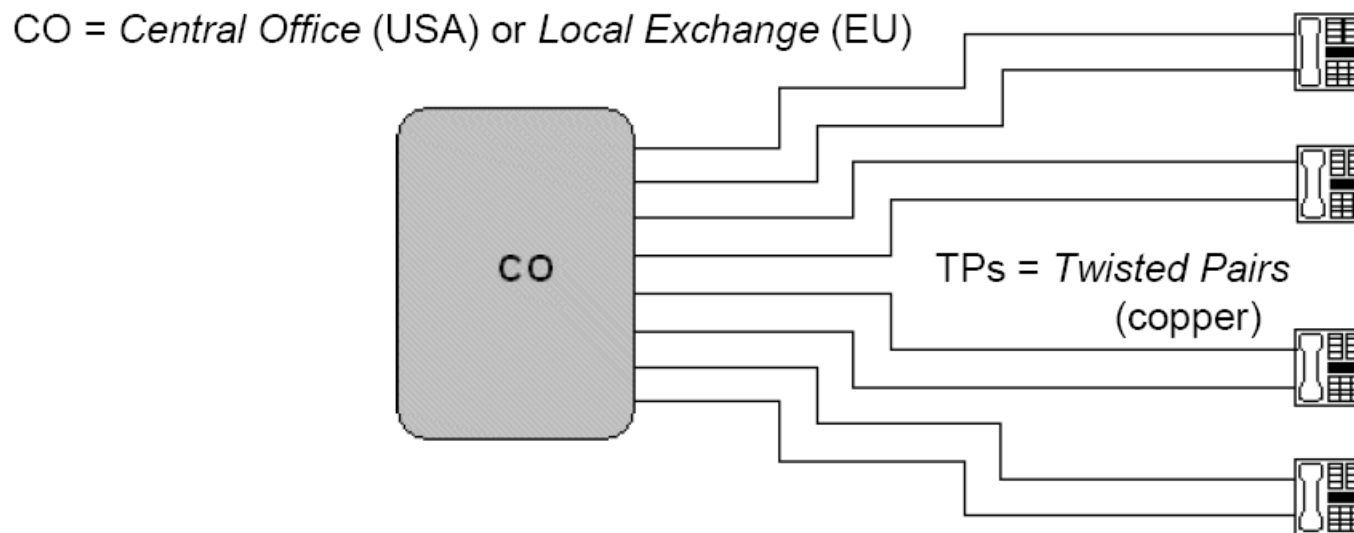 CO = Central Office (USA) or Local Exchange (EU)
CO
TPs = Twisted Pairs
(copper)